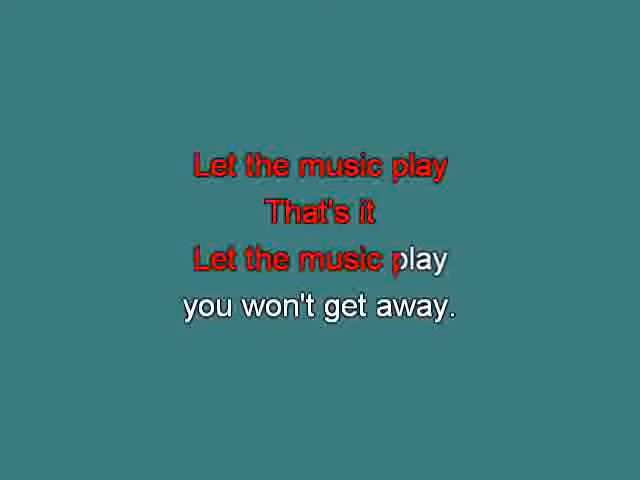 Let the music play
That's it
Let the music play
you won't get away.